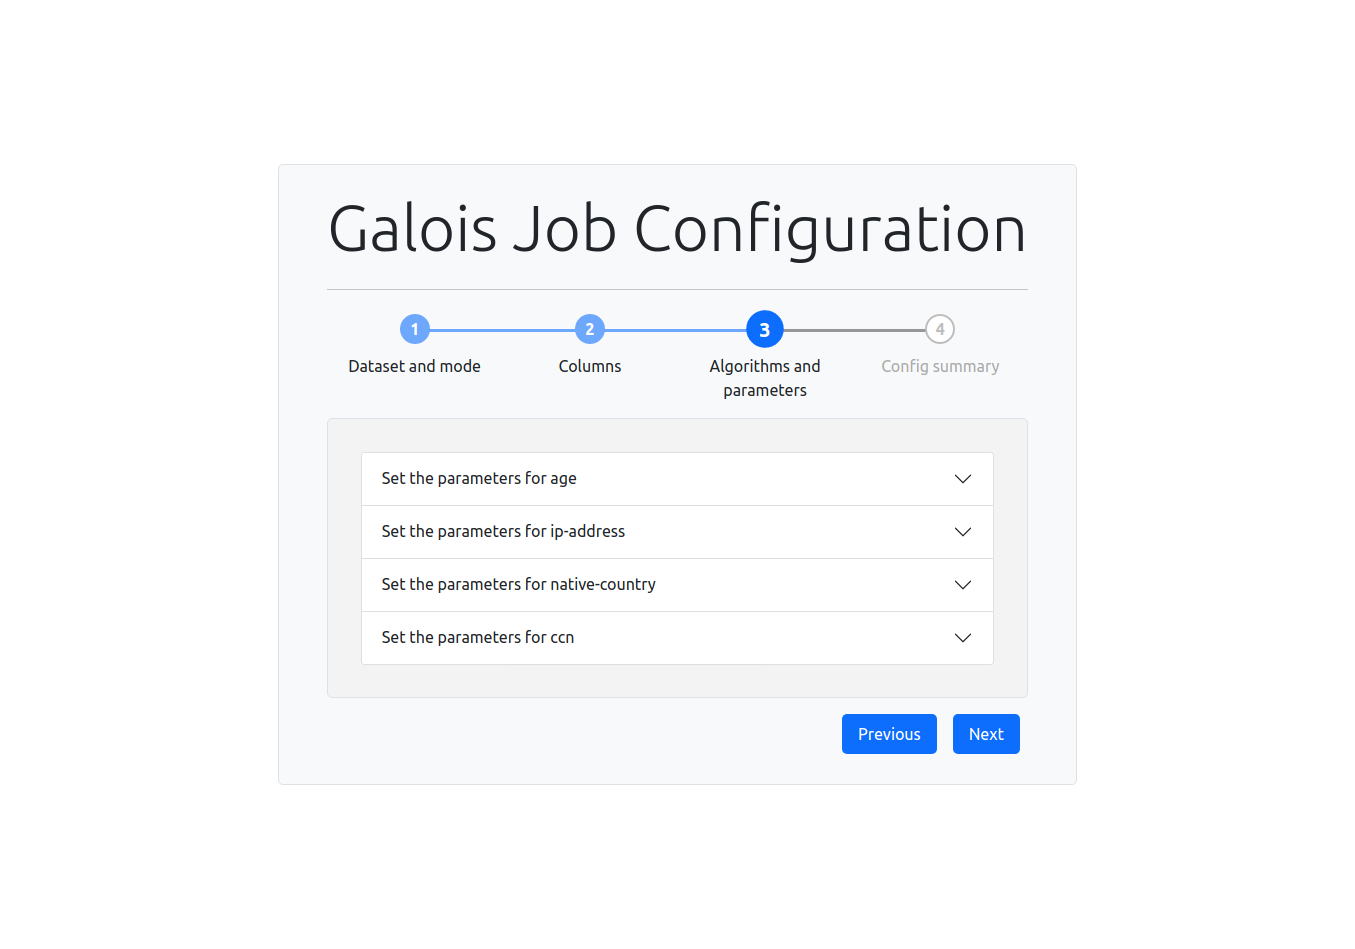 Galois Job Configuration
1 2 3 4
Dataset and mode
Columns
Algorithms and
parameters
Config summary
Set the parameters for age
Set the parameters for ip-address
Set the parameters for native-country
Set the parameters for ccn
Previous Next